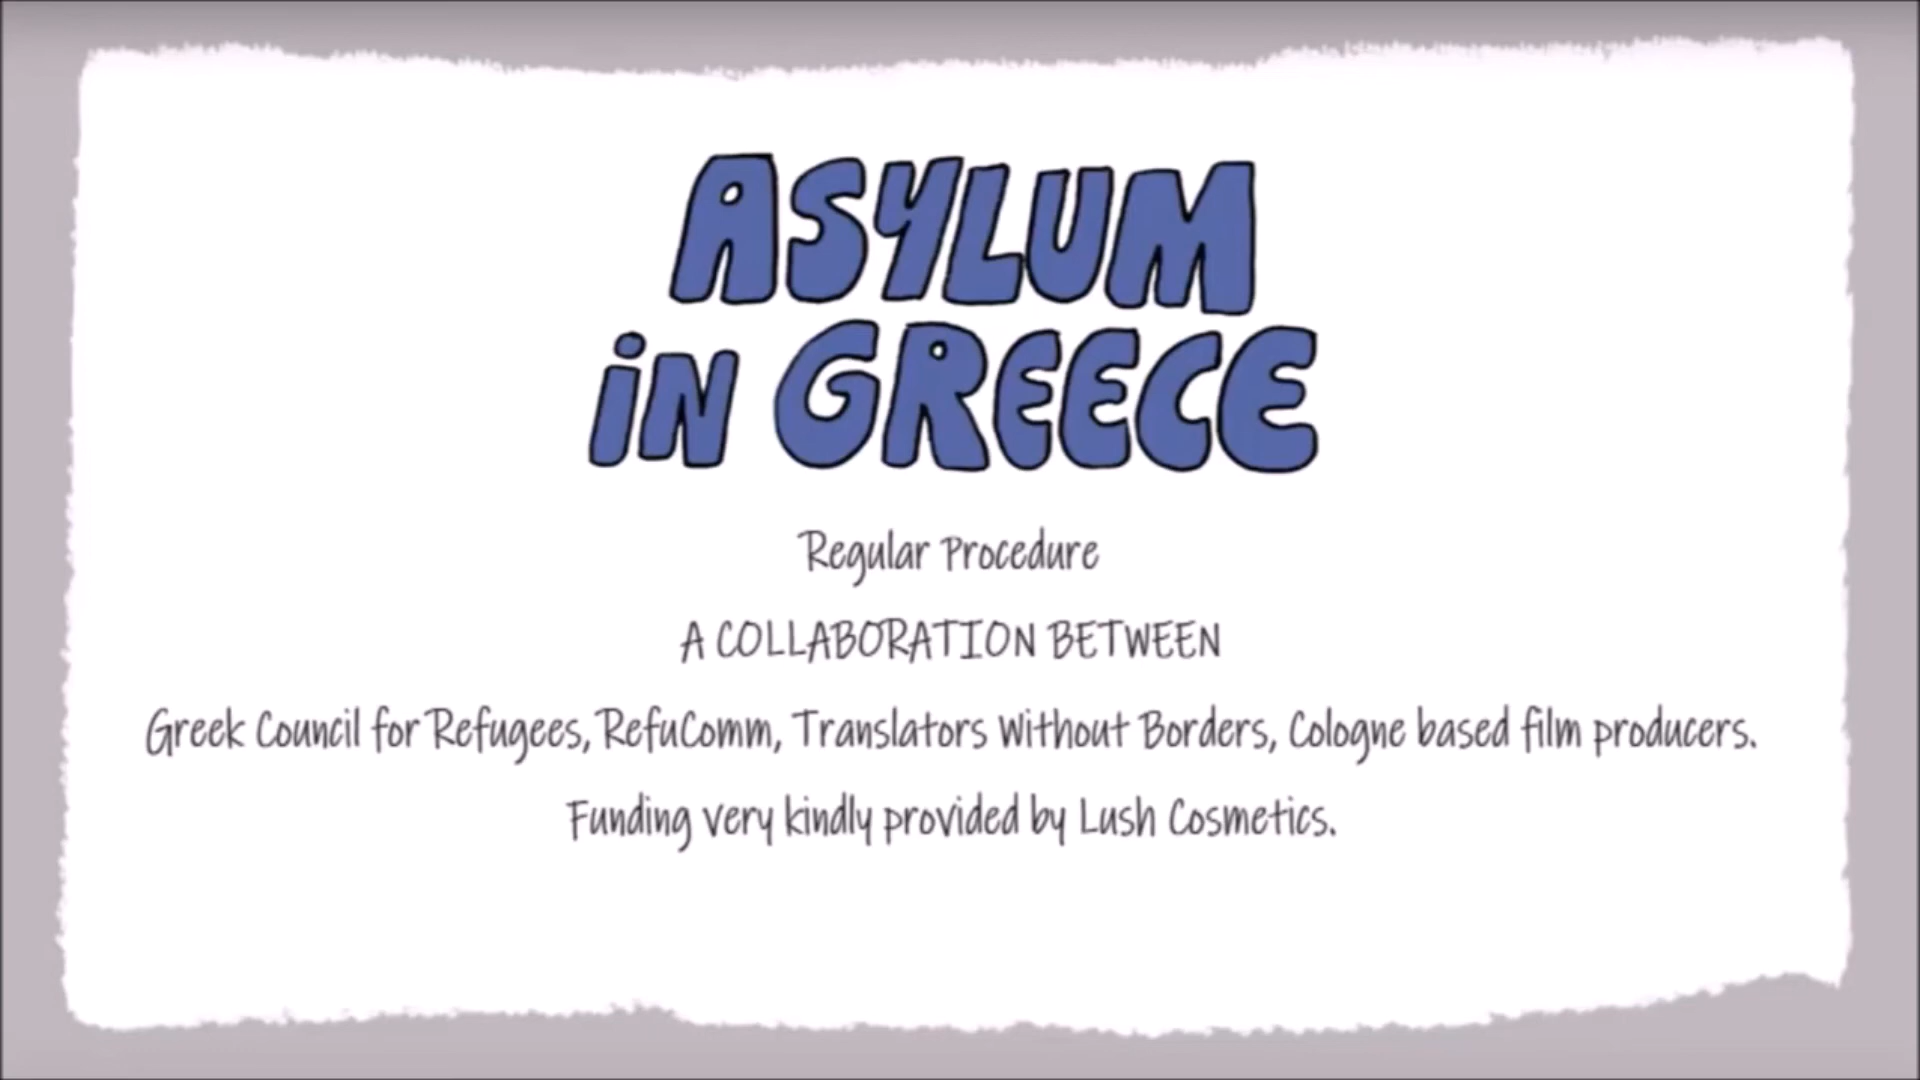 ASYLUM
iN GREECE
Regular Procedure
A COLLABORATION BETWEEN
Greek Council for Refugees, RefuComm, Translators Without Borders, Cologne based film producers.
Funding very kindly provided by Lush Cosmetics.